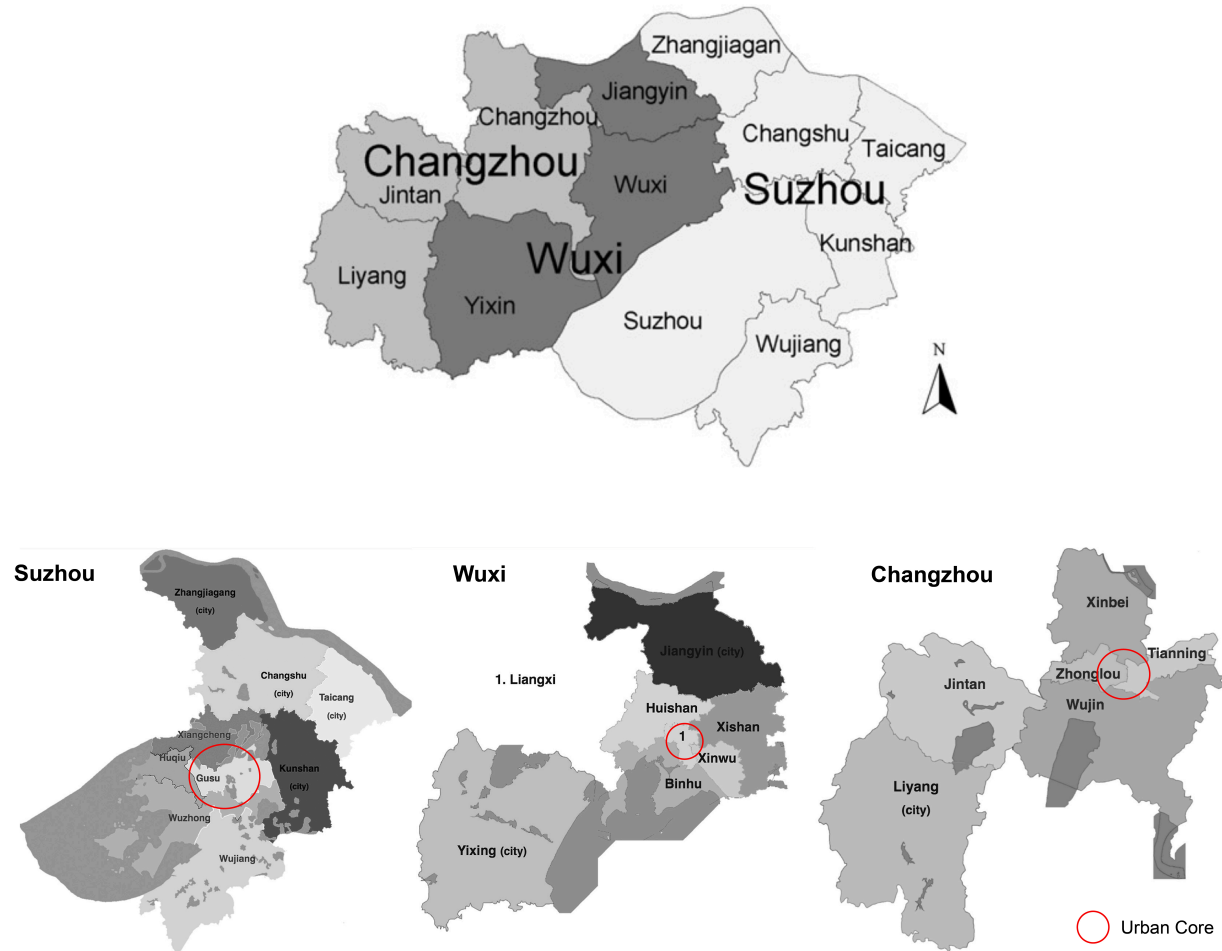 Zhangjiagan
Jiangyin
Changzhou
Changshu
Taicang
Changzhou
Jintan
Wuxi
Suzhou
Kunshan
Wuxi
Liyang
Yixin
Suzhou
Wujiang
N
Suzhou
Zhangjiagang
(city)
Changshu
(city)
Taicang
(city)
Xiangcheng
Huqiu
Gusu
Kunshan
(city)
Wuzhong
Wujiang
Wuxi
Jiangyin (city)
1. Liangxi
Huishan
Xishan
1
Xinwu
Binhu
Yixing (city)
Changzhou
Xinbei
Tianning
Zhonglou
Jintan
Wujin
Liyang
(city)
Urban Core